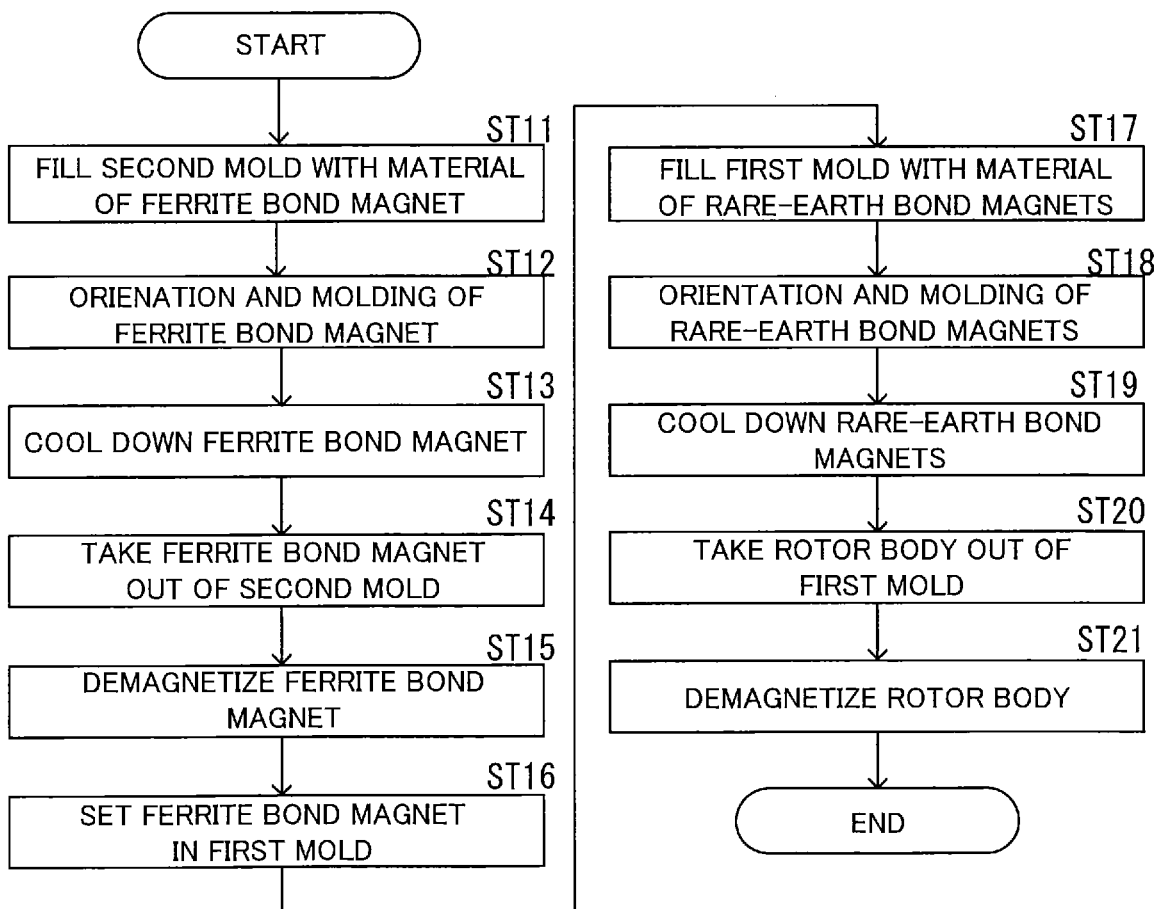 START
ST11
FILL SECOND MOLD WITH MATERIAL
OF FERRITE BOND MAGNET
ST12
ORIENATION AND MOLDING OF
FERRITE BOND MAGNET
ST13
COOL DOWN FERRITE BOND MAGNET
ST14
TAKE FERRITE BOND MAGNET
OUT OF SECOND MOLD
ST15
DEMAGNETIZE FERRITE BOND
MAGNET
ST16
SET FERRITE BOND MAGNET
IN FIRST MOLD
ST17
FILL FIRST MOLD WITH MATERIAL
OF RARE-EARTH BOND MAGNETS
ST18
ORIENTATION AND MOLDING OF
RARE-EARTH BOND MAGNETS
ST19
COOL DOWN RARE-EARTH BOND
MAGNETS
ST20
TAKE ROTOR BODY OUT OF
FIRST MOLD
ST21
DEMAGNETIZE ROTOR BODY
END